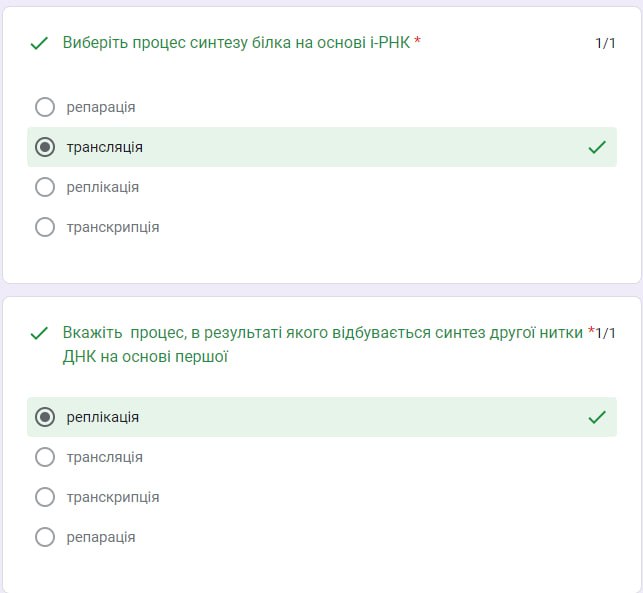 Виберіть процес синтезу білка на основі і-РНК * 1/1
репарація
трансляція
реплікація
транскрипція
Вкажіть процес, в результаті якого відбувається синтез другої нитки *1/1
ДНК на основі першої
реплікація
трансляція
транскрипція
репарація